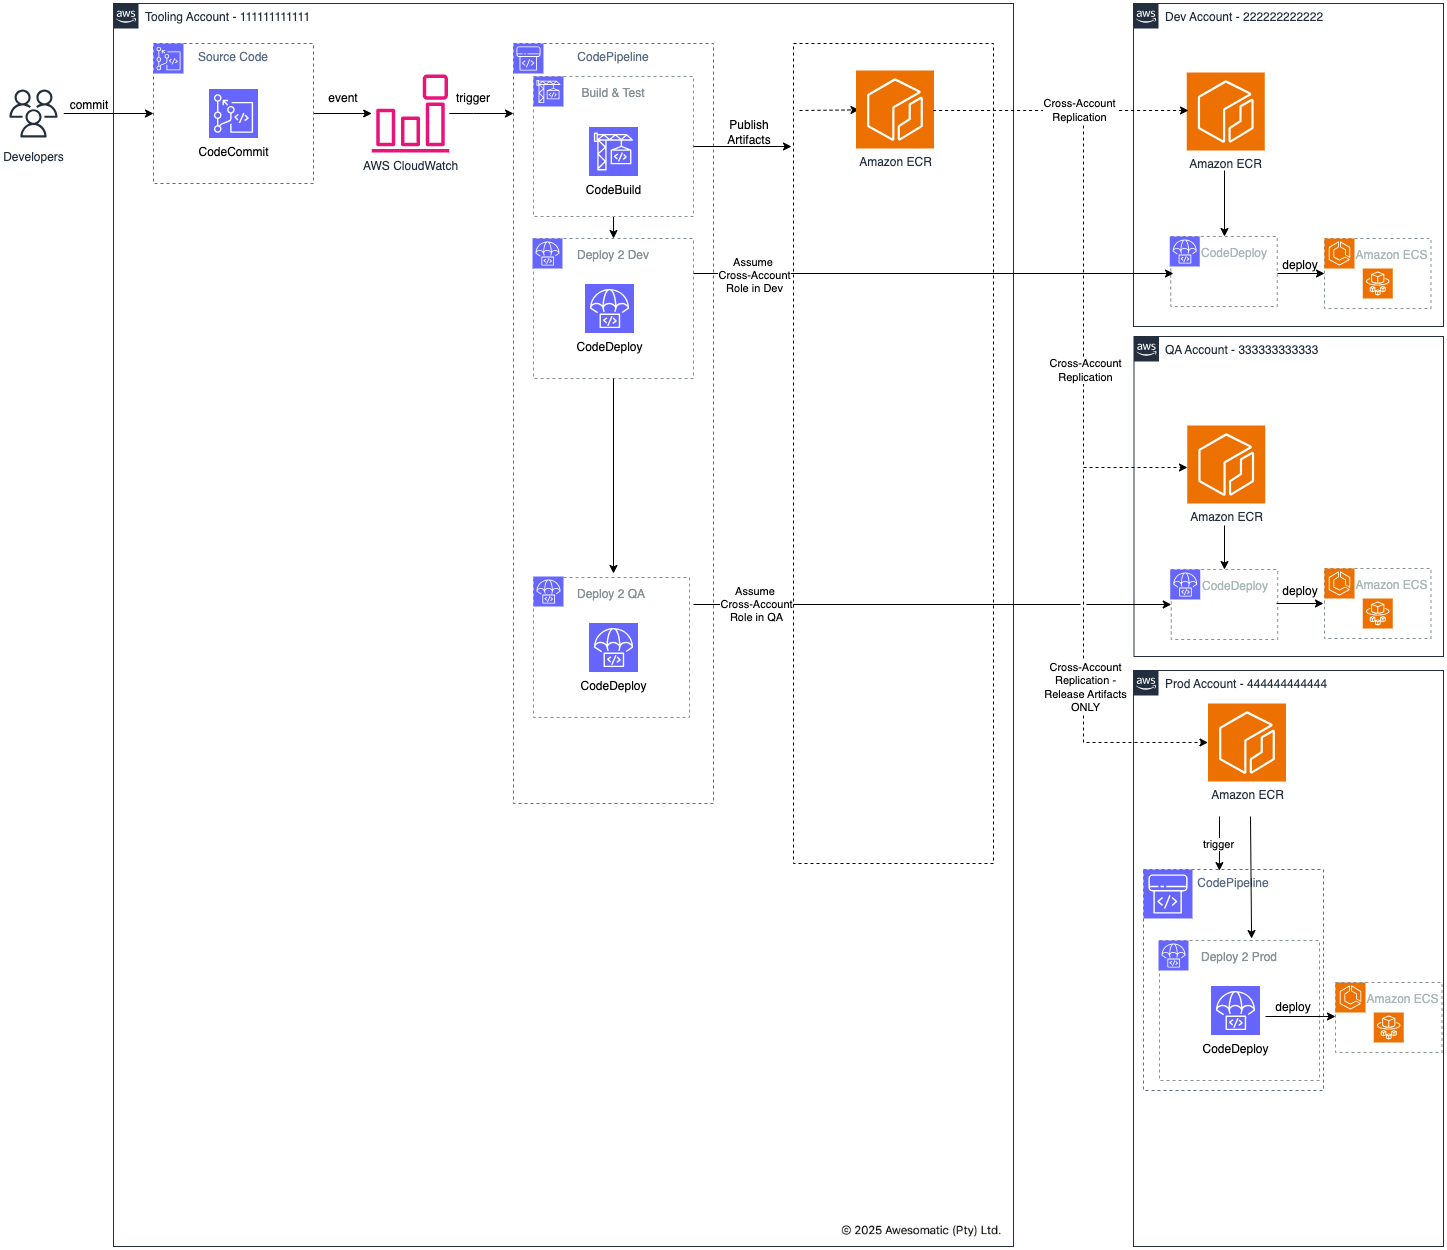 aws
Tooling Account - 111111111111
Developers
commit
Source Code
CodeCommit
event
AWS CloudWatch
trigger
CodePipeline
Build & Test
CodeBuild
Publish
Artifacts
Amazon ECR
Deploy 2 Dev
CodeDeploy
Assume
Cross-Account
Role in Dev
Deploy 2 QA
CodeDeploy
Assume
Cross-Account
Role in QA
© 2025 Awesomatic (Pty) Ltd.
Cross-Account
Replication
Cross-Account
Replication
Cross-Account
Replication -
Release Artifacts
ONLY
aws
Dev Account - 222222222222
Amazon ECR
CodeDeploy
deploy
Amazon ECS
aws
QA Account - 333333333333
Amazon ECR
CodeDeploy
deploy
Amazon ECS
aws
Prod Account - 444444444444
Amazon ECR
trigger
CodePipeline
Deploy 2 Prod
CodeDeploy
deploy
Amazon ECS